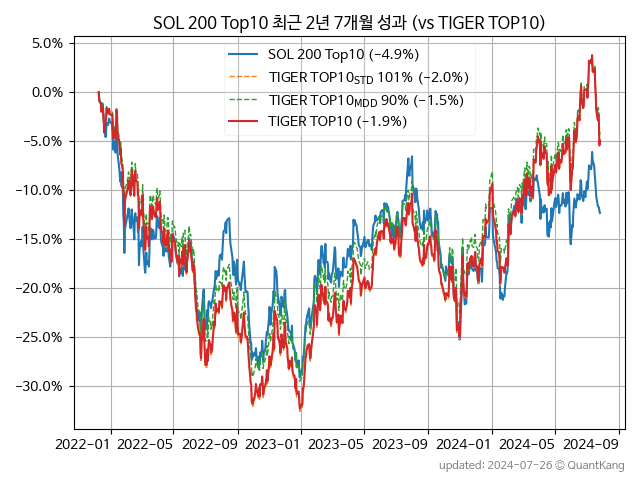 SOL 200 Top10 최근 2년 7개월 성과 (vs TIGER TOP10)
5.0%
0.0%
−5.0%
−10.0%
−15.0%
−20.0%
−25.0%
−30.0%
SOL 200 Top10 (−4.9%)
TIGER TOP10STD 101% (−2.0%)
TIGER TOP10MDD 90% (−1.5%)
TIGER TOP10 (−1.9%)
2022-01 2022-05 2022-09 2023-01 2023-05 2023-09 2024-01 2024-05 2024-09
updated: 2024-07-26 © QuantKang